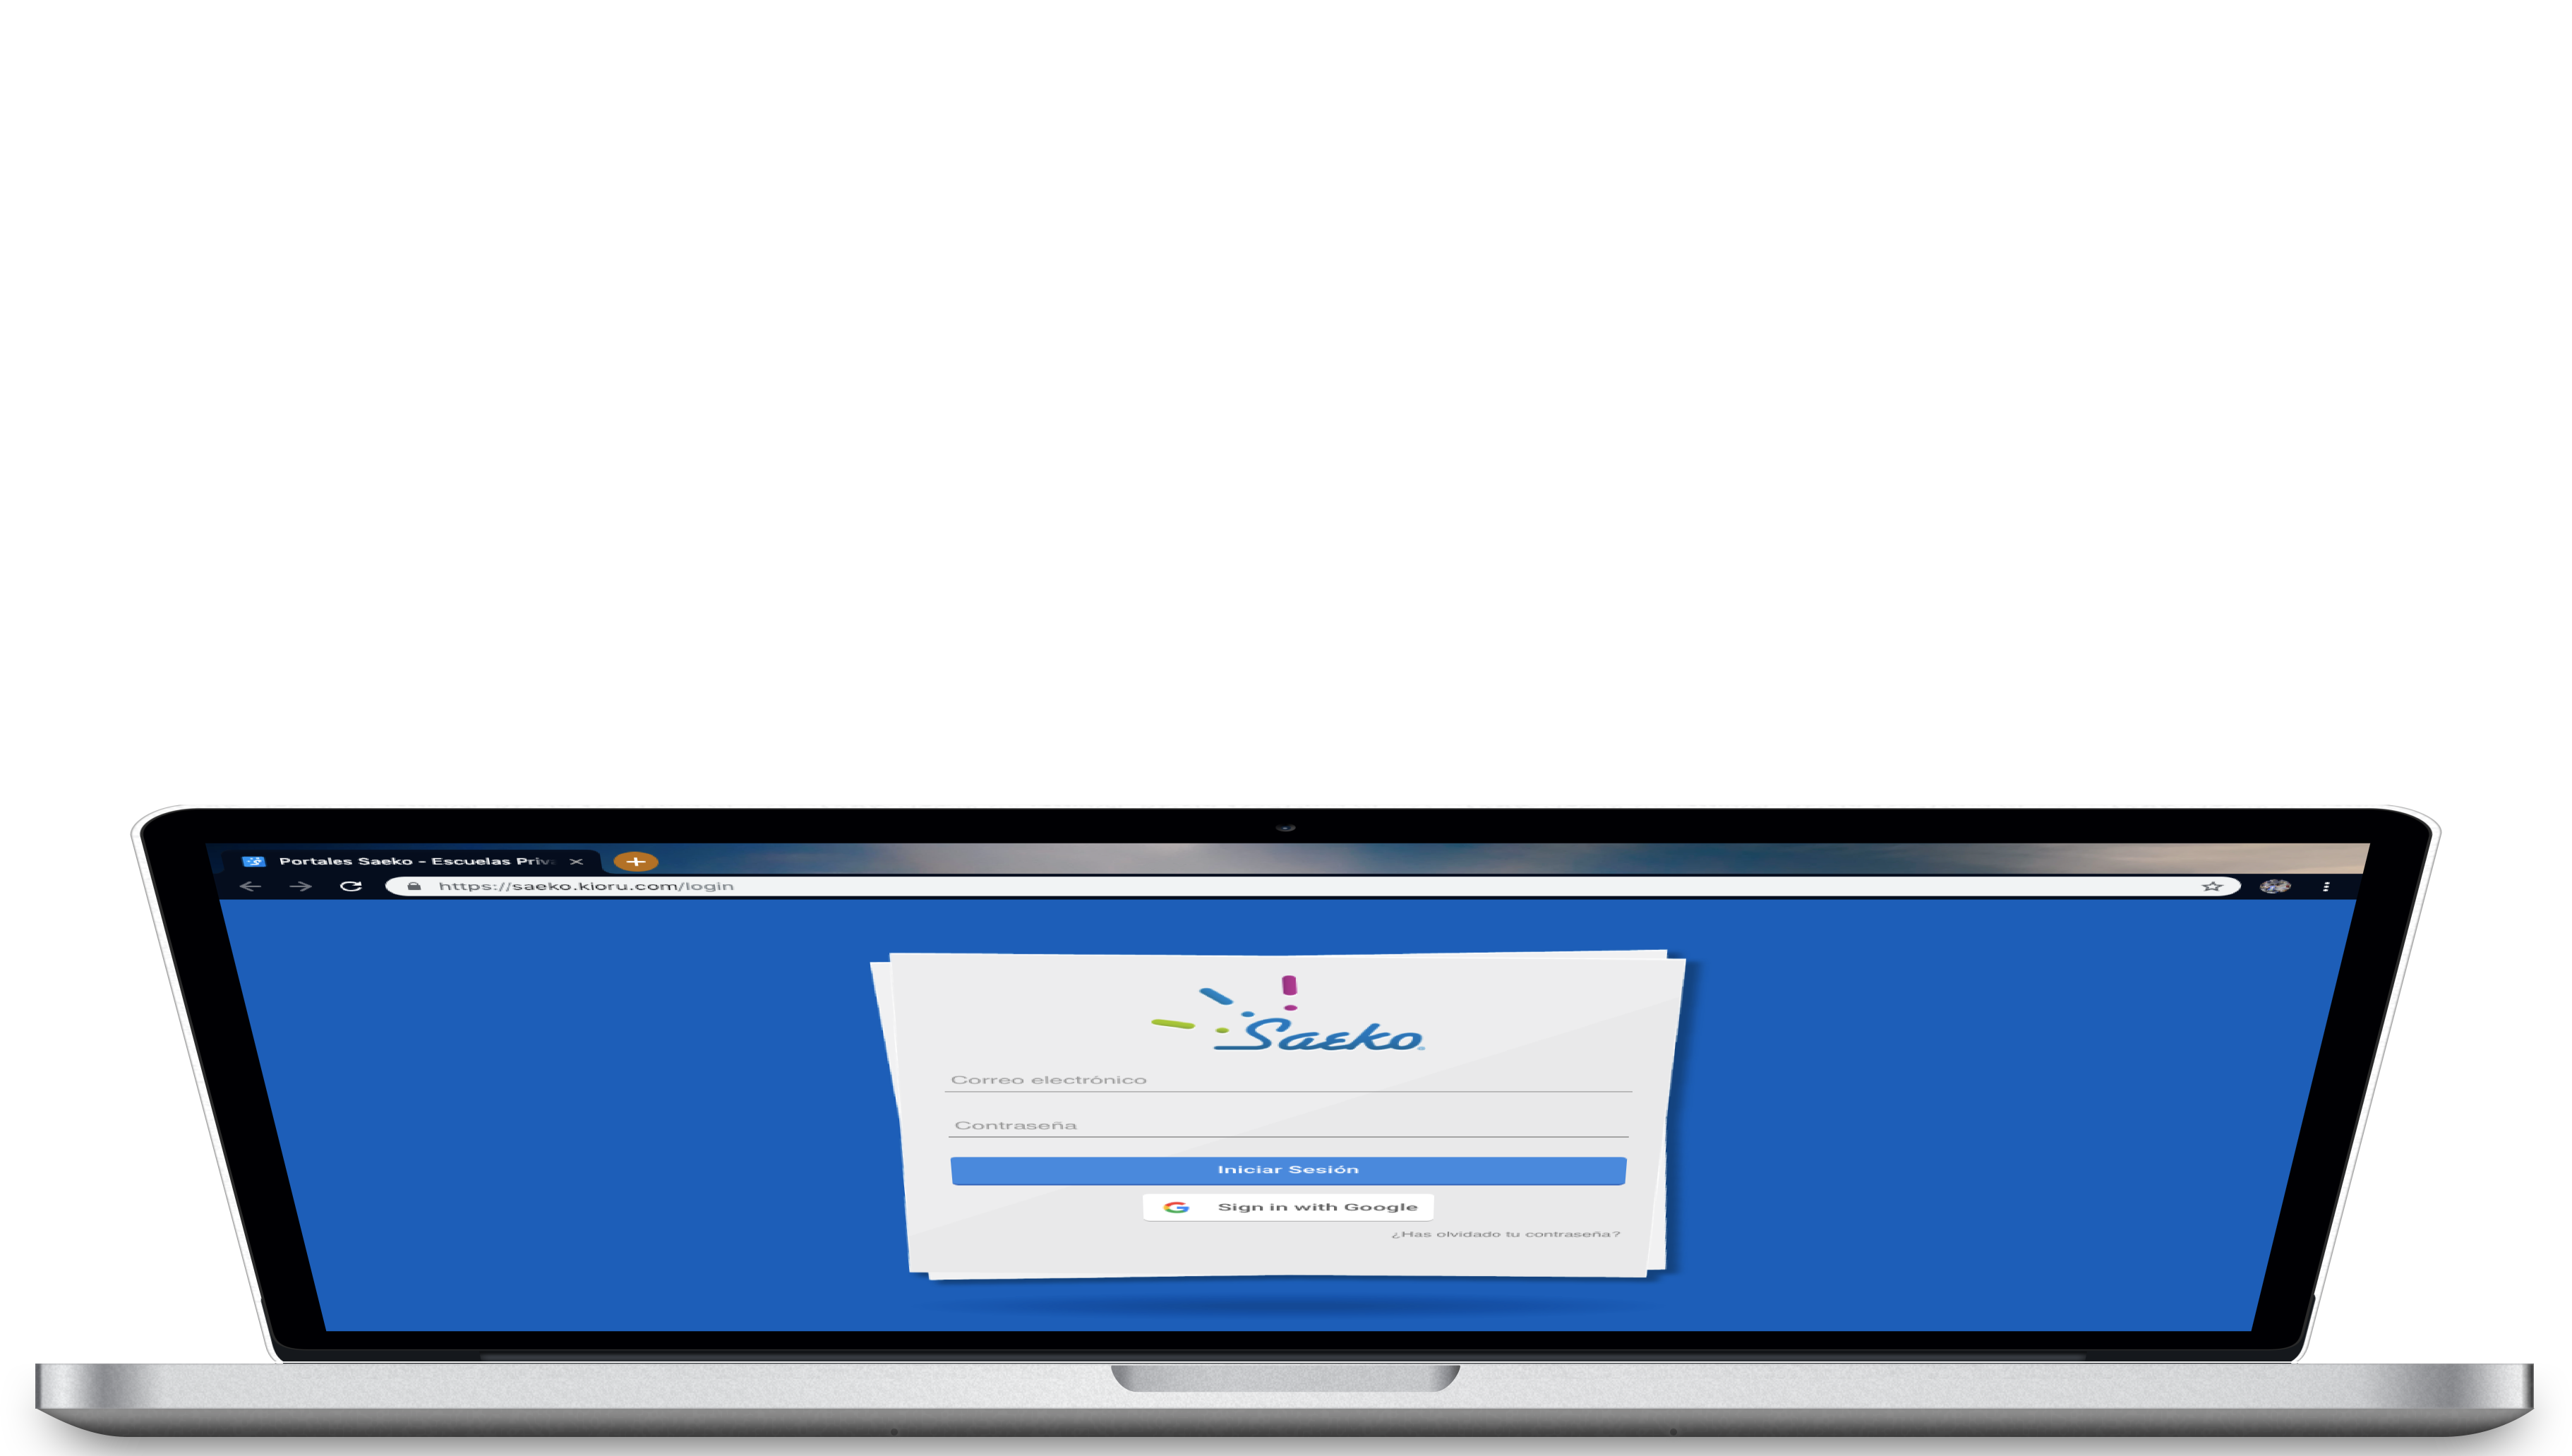 Portales Saeko - Escuelas Priv
https://saeko.kioru.com/login
Saeko
Correo electrónico
Contraseña
Iniciar Sesión
Sign in with Google
¿Has olvidado tu contraseña?